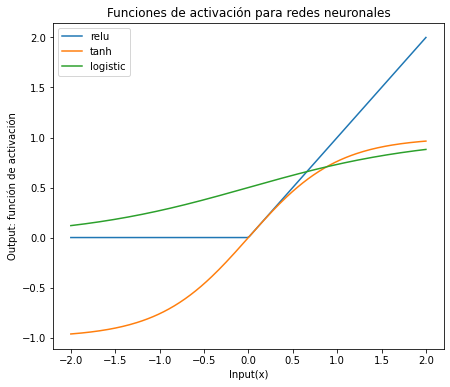 Funciones de activación para redes neuronales
relu
tanh
logistic
2.0
1.5
1.0
0.5
0.0
−0.5
−1.0
Output: función de activación
−2.0 −1.5 −1.0 −0.5 0.0 0.5 1.0 1.5 2.0
Input(x)